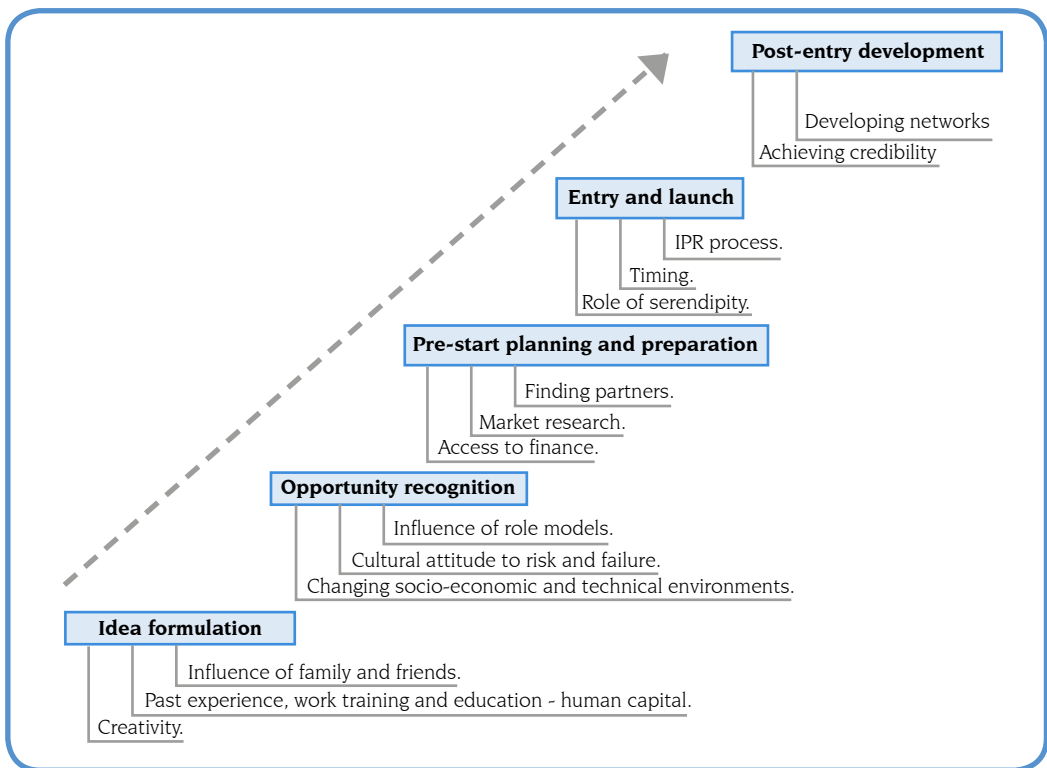 Post-entry development
Developing networks
Achieving credibility
Entry and launch
IPR process.
Timing.
Role of serendipity.
Pre-start planning and preparation
Finding partners.
Market research.
Access to finance.
Opportunity recognition
Influence of role models.
Cultural attitude to risk and failure.
Changing socio-economic and technical environments.
Idea formulation
Influence of family and friends.
Past experience, work training and education - human capital.
Creativity.